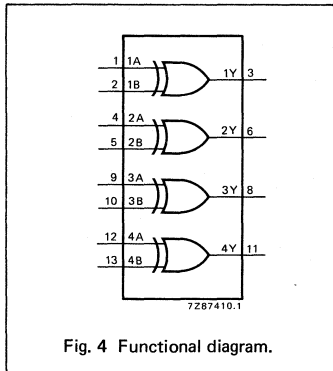 1 1A
2 1B
1Y 3
4 2A
5 2B
2Y 6
9 3A
10 3B
3Y 8
12 4A
13 4B
4Y 11
7Z87410.1
Fig. 4 Functional diagram.